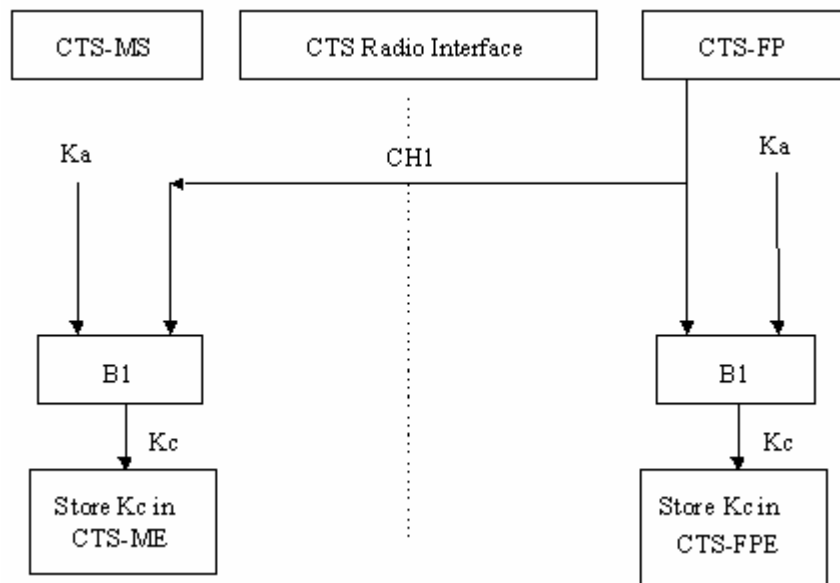 CTS-MS
CTS Radio Interface
CTS-FP
Ka
CH1
Ka
B1
B1
Kc
Kc
Store Kc in
CTS-ME
Store Kc in
CTS-FPE